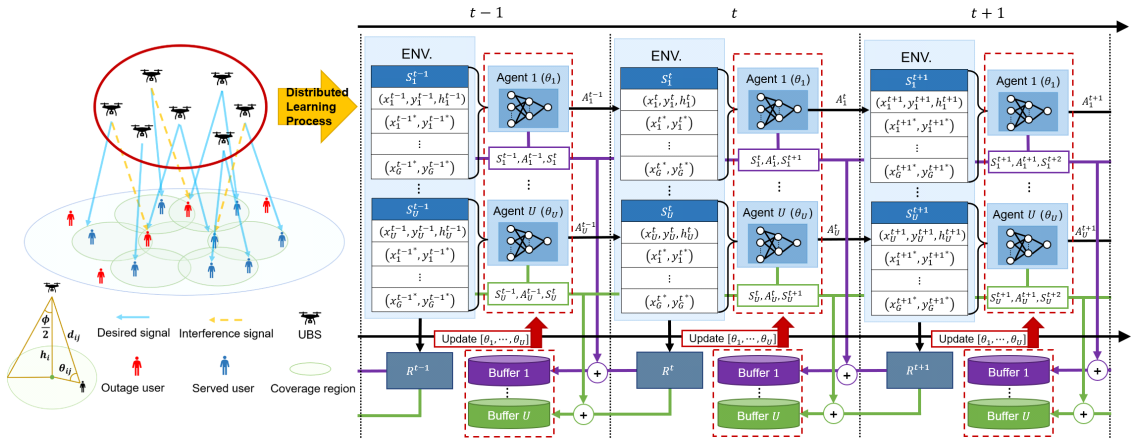 t − 1
t
t + 1
Distributed
Learning
Process
ENV.
S_1^{t-1}
(x_1^{t-1}, y_1^{t-1}, h_1^{t-1})
(x_1^{t-1*}, y_1^{t-1*})
⋮
(x_G^{t-1*}, y_G^{t-1*})
⋮
S_U^{t-1}
(x_U^{t-1}, y_U^{t-1}, h_U^{t-1})
(x_1^{t-1*}, y_1^{t-1*})
⋮
(x_G^{t-1*}, y_G^{t-1*})
Agent 1 (θ_1)
A_1^{t-1}
S_1^{t-1}, A_1^{t-1}, S_1^t
⋮
Agent U (θ_U)
A_U^{t-1}
S_U^{t-1}, A_U^{t-1}, S_U^t
Update [θ_1, ⋯, θ_U]
R^{t-1}
Buffer 1
⋮
Buffer U
+
+
ENV.
S_1^t
(x_1^t, y_1^t, h_1^t)
(x_1^{t*}, y_1^{t*})
⋮
(x_G^{t*}, y_G^{t*})
⋮
S_U^t
(x_U^t, y_U^t, h_U^t)
(x_1^{t*}, y_1^{t*})
⋮
(x_G^{t*}, y_G^{t*})
Agent 1 (θ_1)
A_1^t
S_1^t, A_1^t, S_1^{t+1}
⋮
Agent U (θ_U)
A_U^t
S_U^t, A_U^t, S_U^{t+1}
Update [θ_1, ⋯, θ_U]
R^t
Buffer 1
⋮
Buffer U
+
+
ENV.
S_1^{t+1}
(x_1^{t+1}, y_1^{t+1}, h_1^{t+1})
(x_1^{t+1*}, y_1^{t+1*})
⋮
(x_G^{t+1*}, y_G^{t+1*})
⋮
S_U^{t+1}
(x_U^{t+1}, y_U^{t+1}, h_U^{t+1})
(x_1^{t+1*}, y_1^{t+1*})
⋮
(x_G^{t+1*}, y_G^{t+1*})
Agent 1 (θ_1)
A_1^{t+1}
S_1^{t+1}, A_1^{t+1}, S_1^{t+2}
⋮
Agent U (θ_U)
A_U^{t+1}
S_U^{t+1}, A_U^{t+1}, S_U^{t+2}
Update [θ_1, ⋯, θ_U]
R^{t+1}
Buffer 1
⋮
Buffer U
+
+
ϕ/2
d_{ij}
h_i
θ_{ij}
Desired signal
Interference signal
UBS
Outage user
Served user
Coverage region